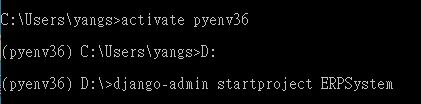 C:\Users\yangs>activate pyenv36
(pyenv36) C:\Users\yangs>D:
(pyenv36) D:\>django-admin startproject ERPSystem